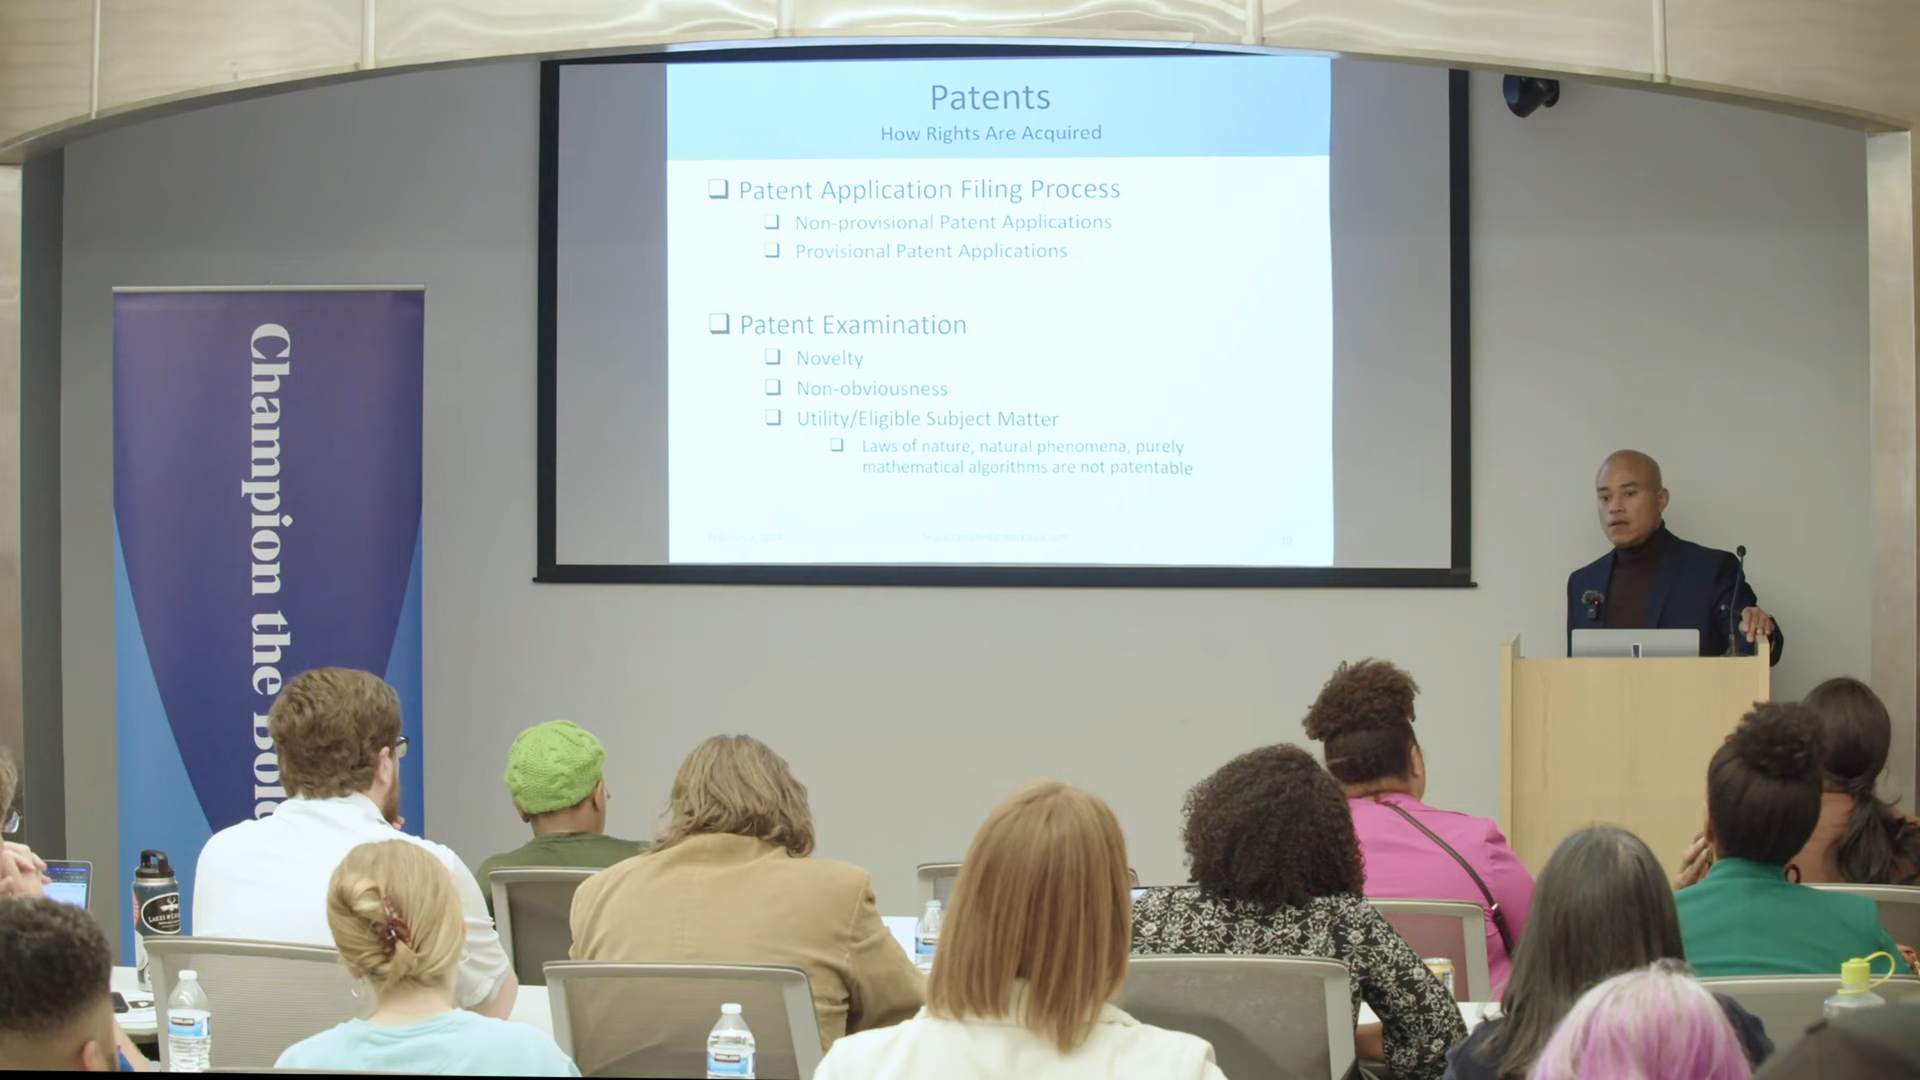 Patents
How Rights Are Acquired
Patent Application Filing Process
Non-provisional Patent Applications
Provisional Patent Applications
Patent Examination
Novelty
Non-obviousness
Utility/Eligible Subject Matter
Laws of nature, natural phenomena, purely
mathematical algorithms are not patentable
Champion the Bold